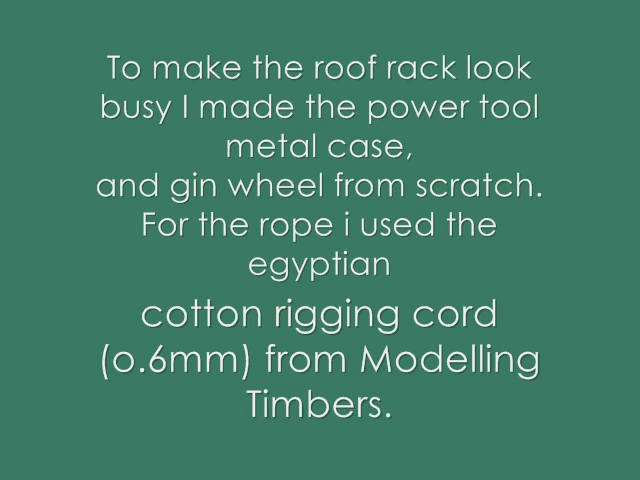 To make the roof rack look
busy I made the power tool
metal case,
and gin wheel from scratch.
For the rope i used the
egyptian
cotton rigging cord
(o.6mm) from Modelling
Timbers.